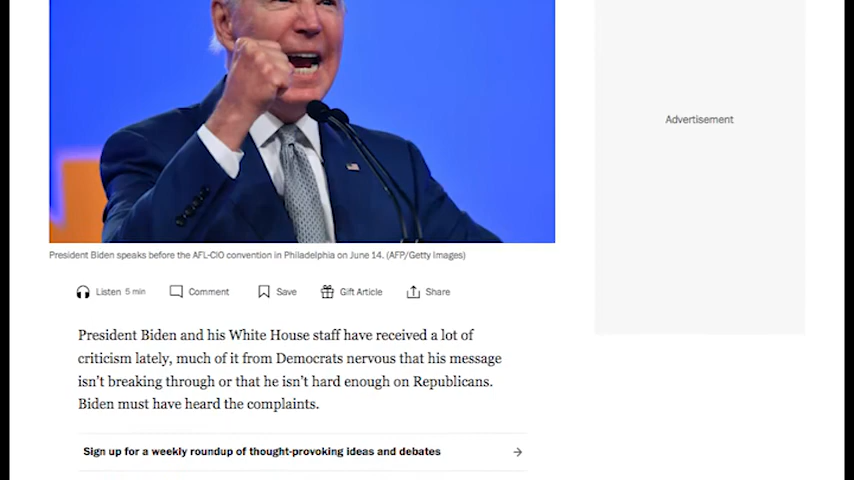 Advertisement
President Biden speaks before the AFL-CIO convention in Philadelphia on June 14. (AFP/Getty Images)
Listen 5 min Comment Save Gift Article Share
President Biden and his White House staff have received a lot of
criticism lately, much of it from Democrats nervous that his message
isn't breaking through or that he isn't hard enough on Republicans.
Biden must have heard the complaints.
Sign up for a weekly roundup of thought-provoking ideas and debates